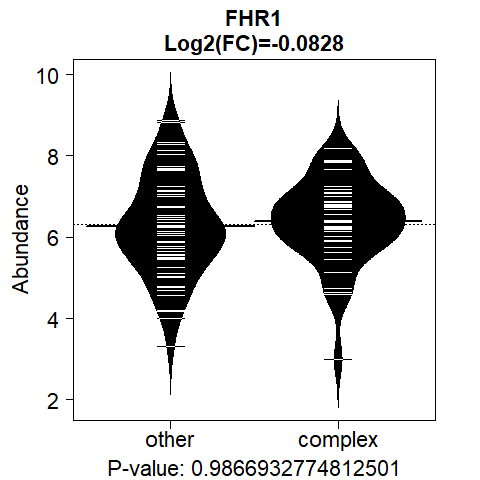 FHR1
Log2(FC)=-0.0828
Abundance
10
8
6
4
2
other complex
P-value: 0.9866932774812501